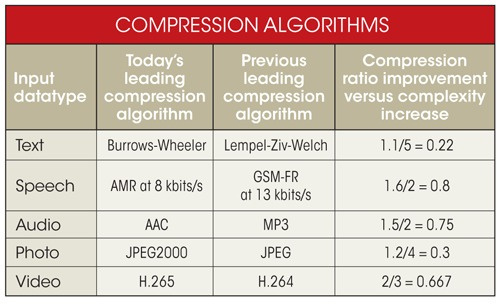 COMPRESSION ALGORITHMS
Input datatype
Today's leading compression algorithm
Previous leading compression algorithm
Compression ratio improvement versus complexity increase
Text Burrows-Wheeler Lempel-Ziv-Welch 1.1/5 = 0.22
Speech AMR at 8 kbits/s GSM-FR at 13 kbits/s 1.6/2 = 0.8
Audio AAC MP3 1.5/2 = 0.75
Photo JPEG2000 JPEG 1.2/4 = 0.3
Video H.265 H.264 2/3 = 0.667